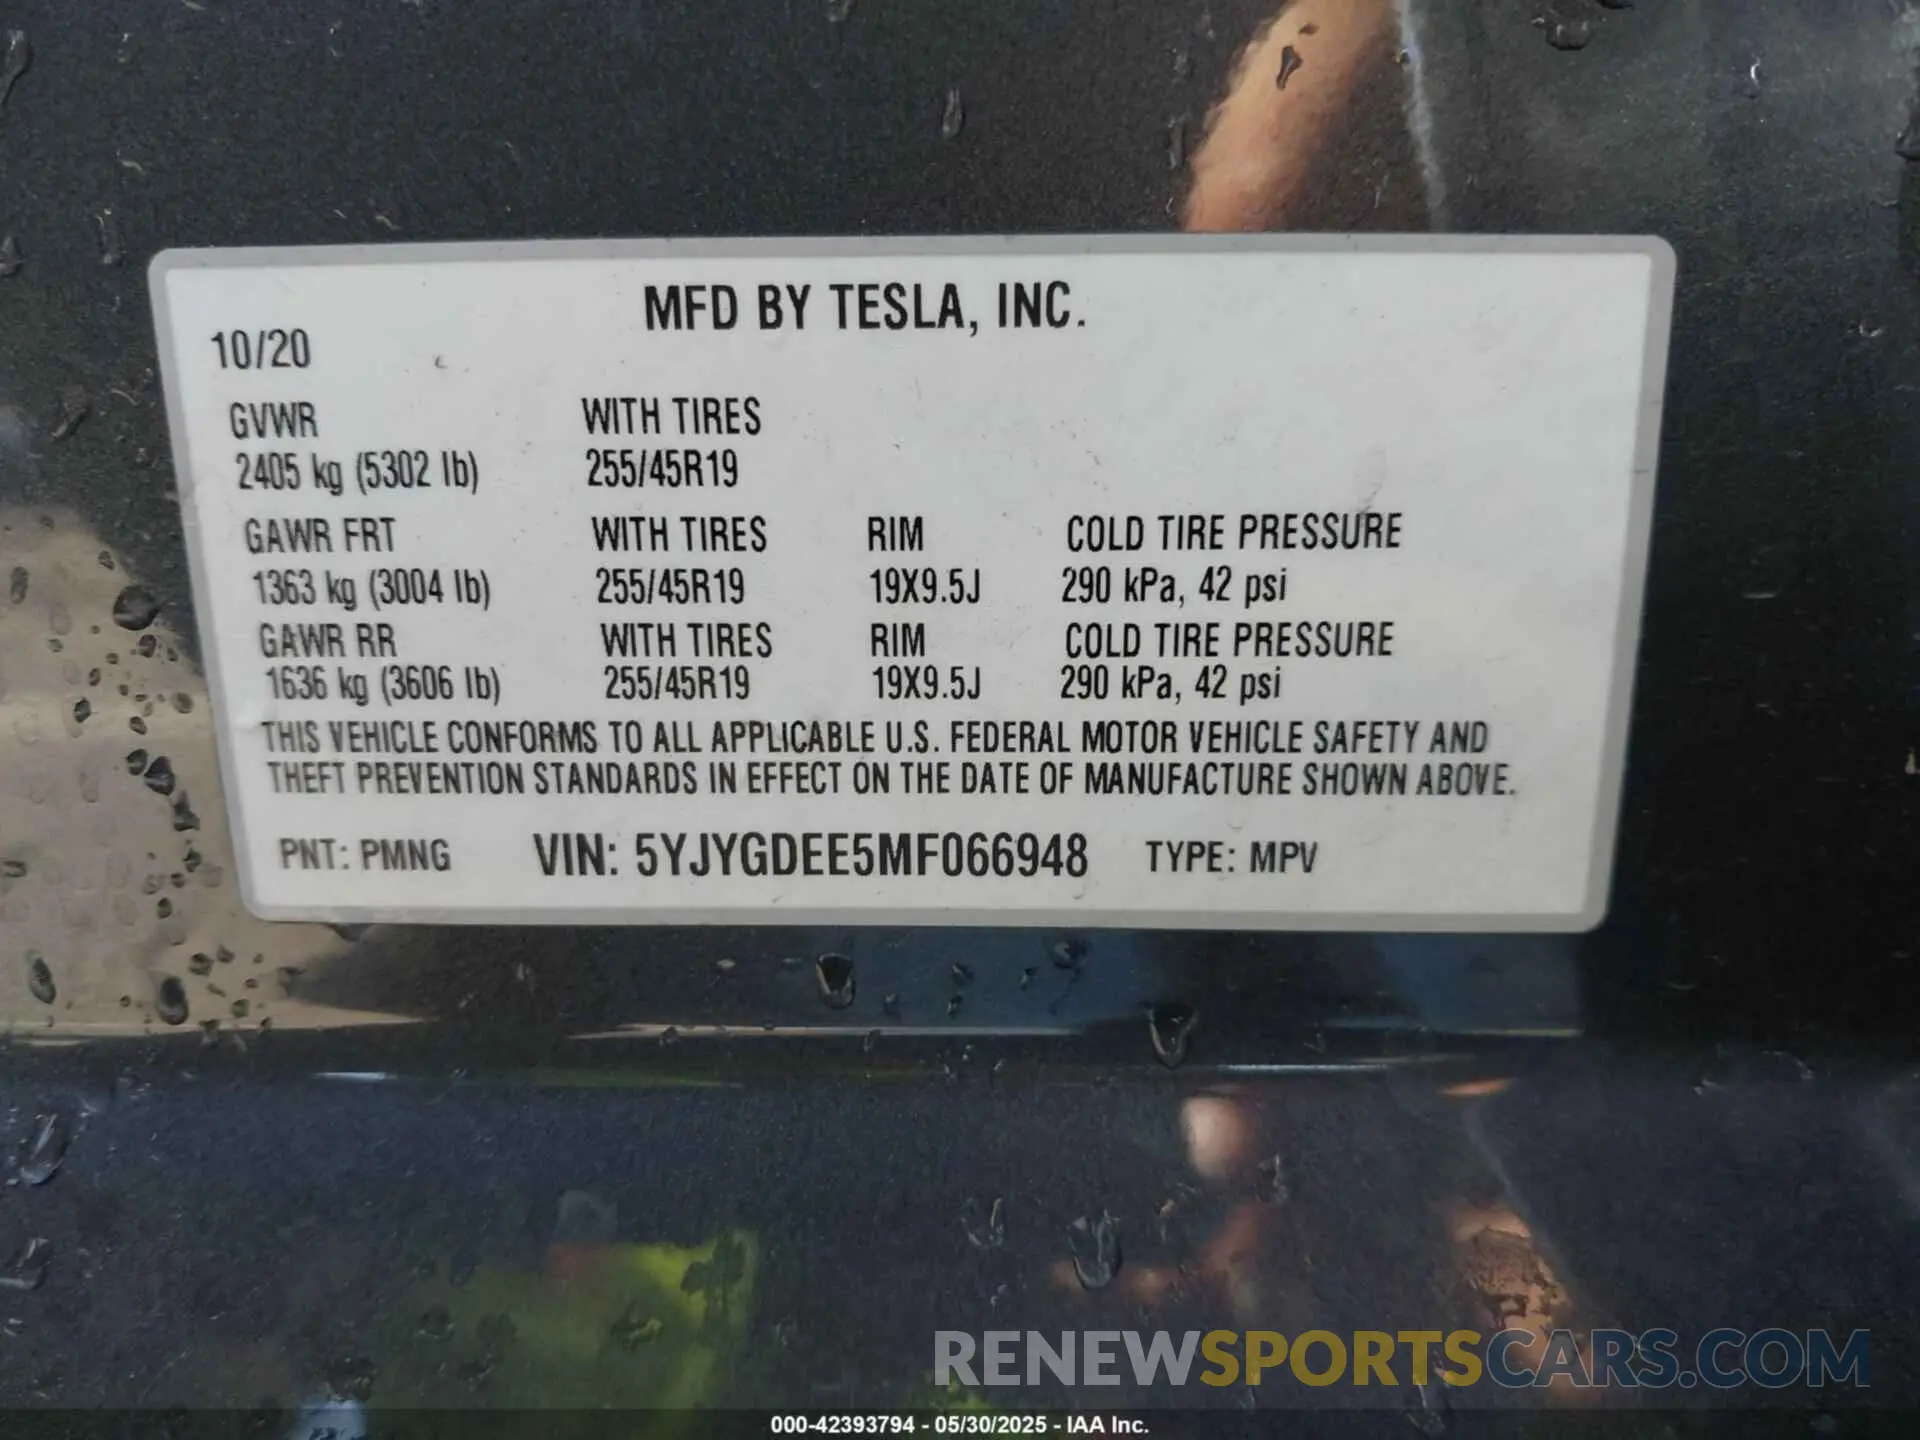 MFD BY TESLA, INC.
10/20
GVWR WITH TIRES
2405 kg (5302 lb) 255/45R19
GAWR FRT WITH TIRES RIM COLD TIRE PRESSURE
1363 kg (3004 lb) 255/45R19 19X9.5J 290 kPa, 42 psi
GAWR RR WITH TIRES RIM COLD TIRE PRESSURE
1636 kg (3606 lb) 255/45R19 19X9.5J 290 kPa, 42 psi
THIS VEHICLE CONFORMS TO ALL APPLICABLE U.S. FEDERAL MOTOR VEHICLE SAFETY AND
THEFT PREVENTION STANDARDS IN EFFECT ON THE DATE OF MANUFACTURE SHOWN ABOVE.
PNT: PMNG VIN: 5YJYGDEE5MF066948 TYPE: MPV
RENEWSPORTSCARS.COM
000-42393794 - 05/30/2025 - IAA Inc.